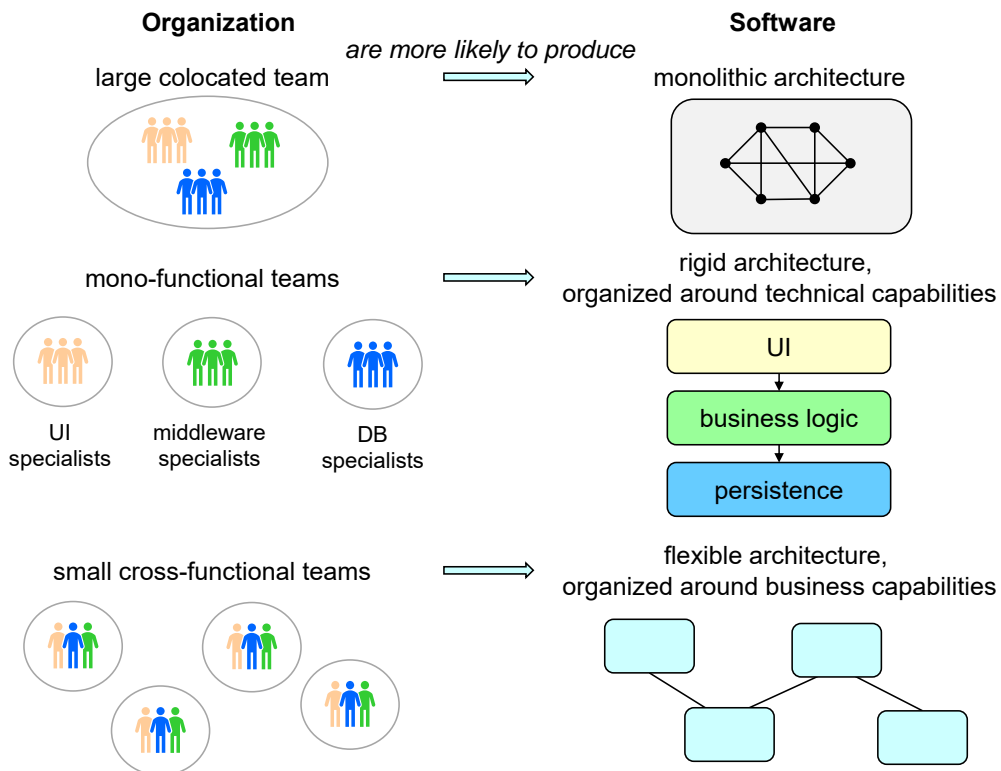 Organization
are more likely to produce
Software
large colocated team
monolithic architecture
mono-functional teams
rigid architecture,
organized around technical capabilities
UI
specialists
middleware
specialists
DB
specialists
UI
business logic
persistence
small cross-functional teams
flexible architecture,
organized around business capabilities